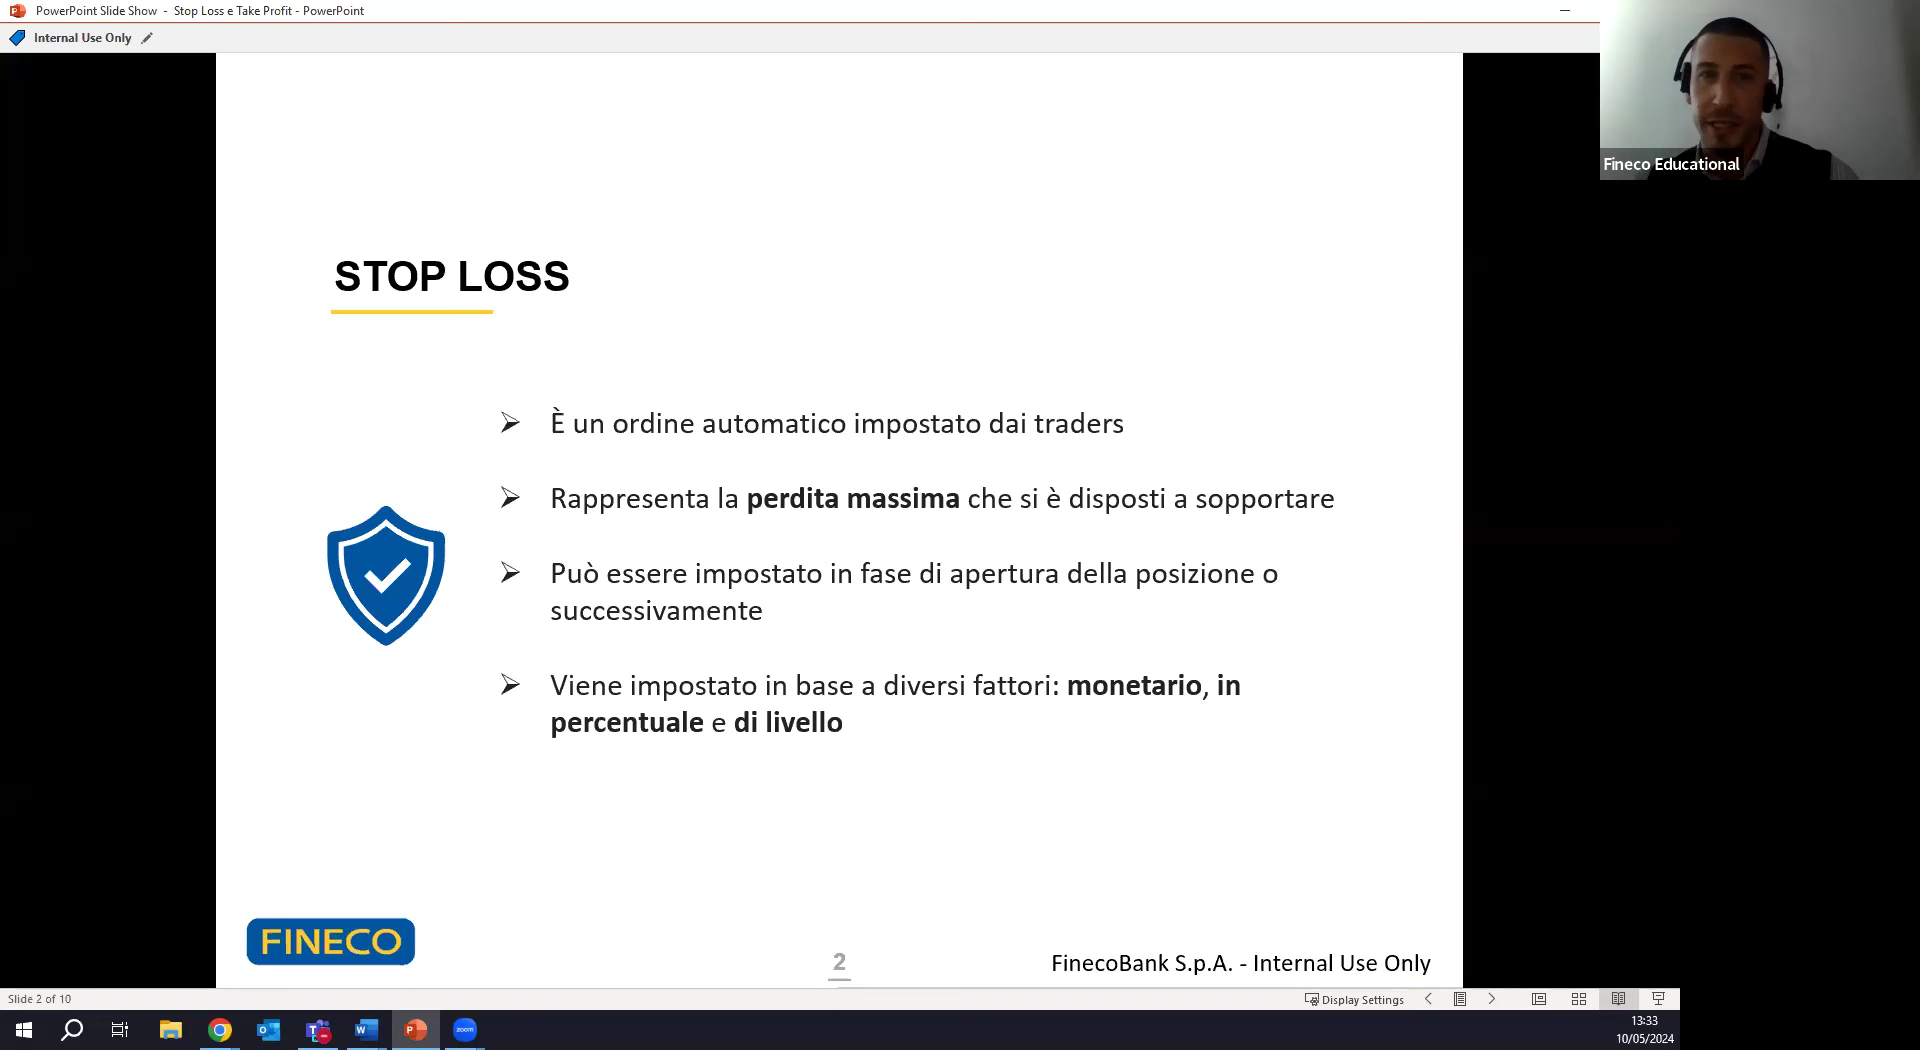 PowerPoint Slide Show - Stop Loss e Take Profit - PowerPoint
Internal Use Only
Fineco Educational
STOP LOSS
È un ordine automatico impostato dai traders
Rappresenta la perdita massima che si è disposti a sopportare
Può essere impostato in fase di apertura della posizione o
successivamente
Viene impostato in base a diversi fattori: monetario, in
percentuale e di livello
FINECO
2
FinecoBank S.p.A. - Internal Use Only
Slide 2 of 10
Display Settings
zoom
13:33
10/05/2024